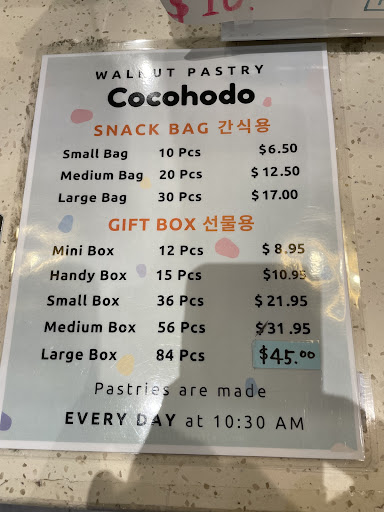 $10.
WALNUT PASTRY
Cocohodo
SNACK BAG 간식용
Small Bag 10 Pcs $6.50
Medium Bag 20 Pcs $12.50
Large Bag 30 Pcs $17.00
GIFT BOX 선물용
Mini Box 12 Pcs $8.95
Handy Box 15 Pcs $10.95
Small Box 36 Pcs $21.95
Medium Box 56 Pcs $31.95
Large Box 84 Pcs $45.00
Pastries are made
EVERY DAY at 10:30 AM